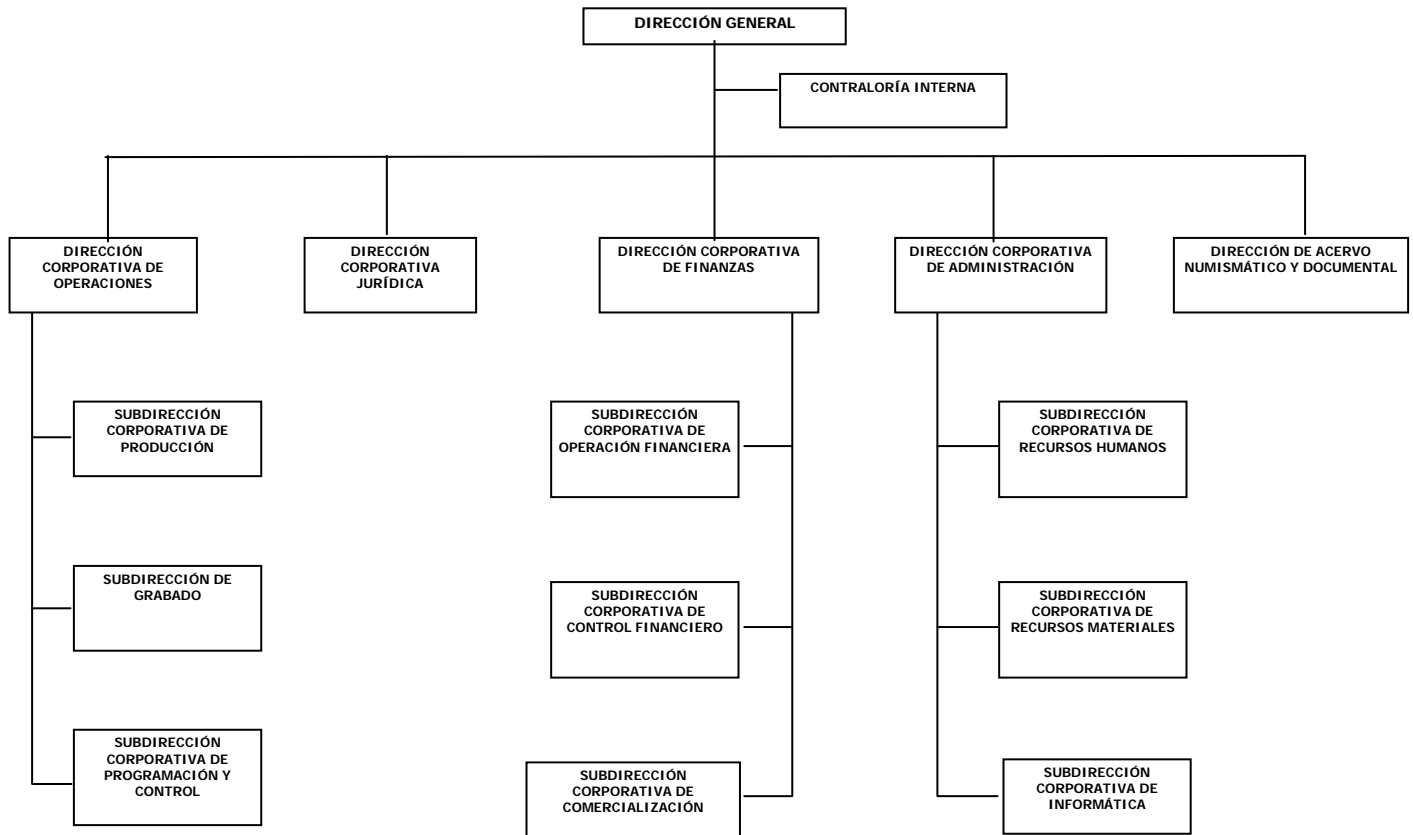 DIRECCIÓN GENERAL
CONTRALORÍA INTERNA
DIRECCIÓN
CORPORATIVA DE
OPERACIONES
DIRECCIÓN
CORPORATIVA
JURÍDICA
DIRECCIÓN CORPORATIVA
DE FINANZAS
DIRECCIÓN CORPORATIVA
DE ADMINISTRACIÓN
DIRECCIÓN DE ACERVO
NUMISMÁTICO Y DOCUMENTAL
SUBDIRECCIÓN
CORPORATIVA DE
PRODUCCIÓN
SUBDIRECCIÓN
CORPORATIVA DE
OPERACIÓN FINANCIERA
SUBDIRECCIÓN
CORPORATIVA DE
RECURSOS HUMANOS
SUBDIRECCIÓN DE
GRABADO
SUBDIRECCIÓN
CORPORATIVA DE
CONTROL FINANCIERO
SUBDIRECCIÓN
CORPORATIVA DE
RECURSOS MATERIALES
SUBDIRECCIÓN
CORPORATIVA DE
PROGRAMACIÓN Y
CONTROL
SUBDIRECCIÓN
CORPORATIVA DE
COMERCIALIZACIÓN
SUBDIRECCIÓN
CORPORATIVA DE
INFORMÁTICA